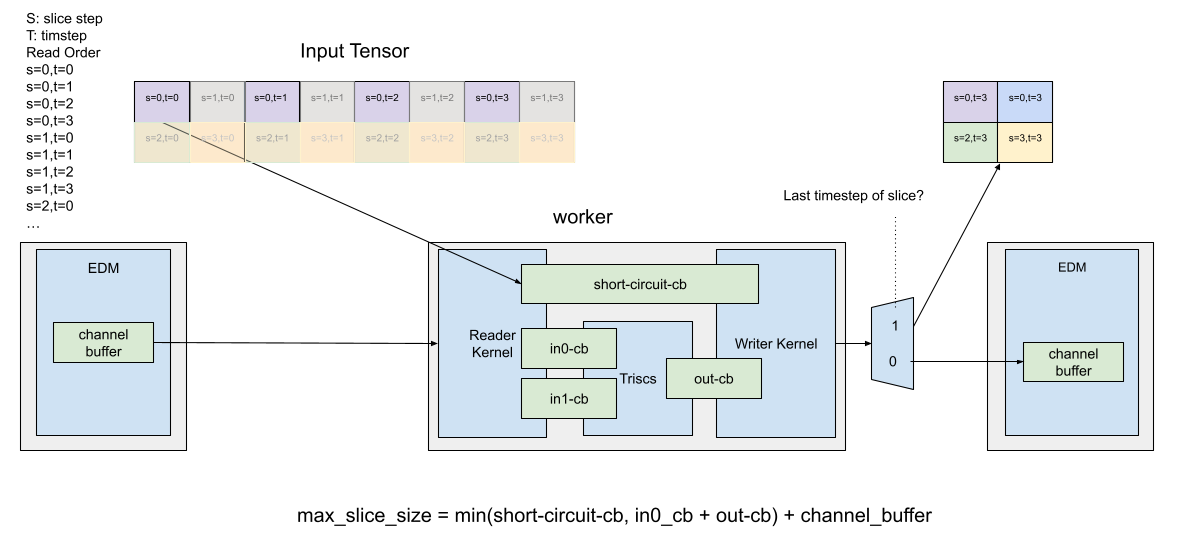 S: slice step
T: timstep
Read Order
s=0,t=0
s=0,t=1
s=0,t=2
s=0,t=3
s=1,t=0
s=1,t=1
s=1,t=2
s=1,t=3
s=2,t=0
...
Input Tensor
s=0,t=0 s=1,t=0 s=0,t=1 s=1,t=1 s=0,t=2 s=1,t=2 s=0,t=3 s=1,t=3
s=2,t=0 s=3,t=0 s=2,t=1 s=3,t=1 s=2,t=2 s=3,t=2 s=2,t=3 s=3,t=3
s=0,t=3 s=0,t=3
s=2,t=3 s=3,t=3
Last timestep of slice?
worker
EDM
channel
buffer
short-circuit-cb
Reader
Kernel
in0-cb
in1-cb
Triscs
out-cb
Writer Kernel
1
0
EDM
channel
buffer
max_slice_size = min(short-circuit-cb, in0_cb + out-cb) + channel_buffer